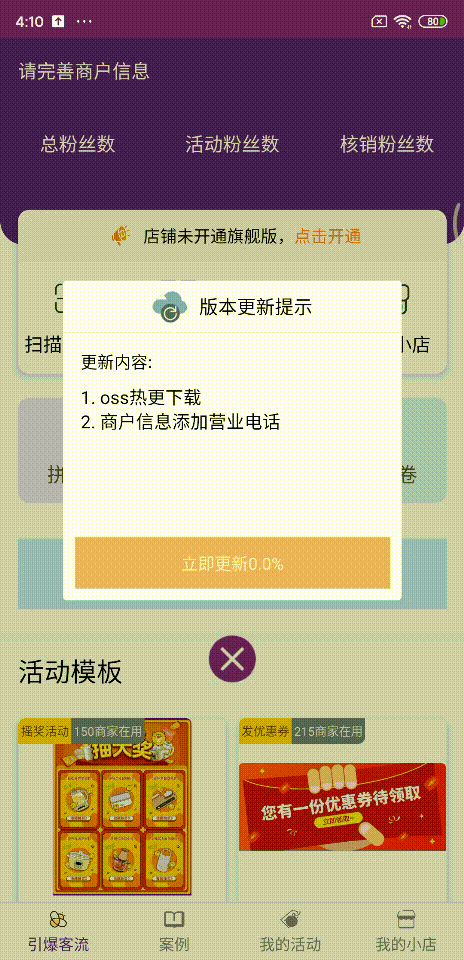 4:10
80
请完善商户信息
总粉丝数 活动粉丝数 核销粉丝数
店铺未开通旗舰版，点击开通
版本更新提示
扫描
小店
更新内容:
1. oss热更下载
2. 商户信息添加营业电话
拼
卷
立即更新0.0%
活动模板
摇奖活动 150商家在用
发优惠券 215商家在用
抽大奖
您有一份优惠券待领取
立即领取
引爆客流 案例 我的活动 我的小店